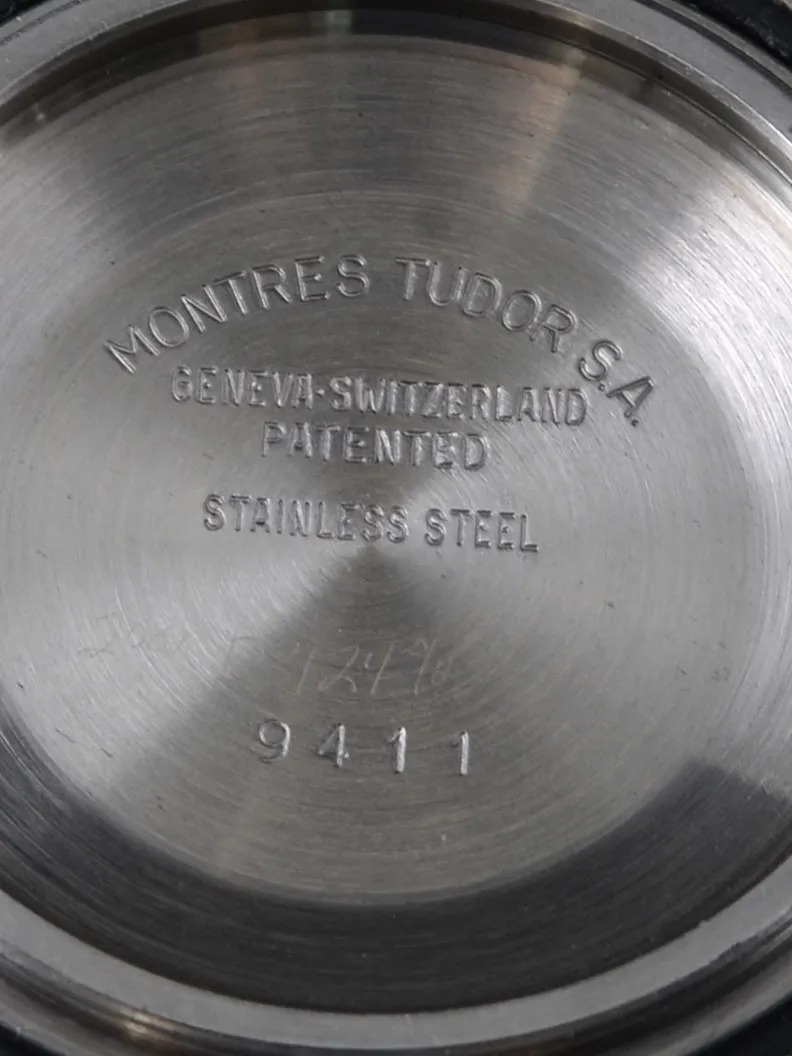 MONTRES TUDOR S.A.
GENEVA·SWITZERLAND
PATENTED
STAINLESS STEEL
9411